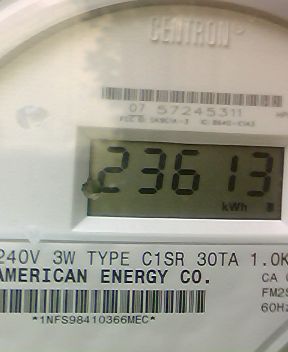 CENTRON
07 57245311
23613
kWh
240V 3W TYPE C1SR 30TA 1.0K
AMERICAN ENERGY CO.
CA
FM2S
60Hz
*1NFS98410366MEC*